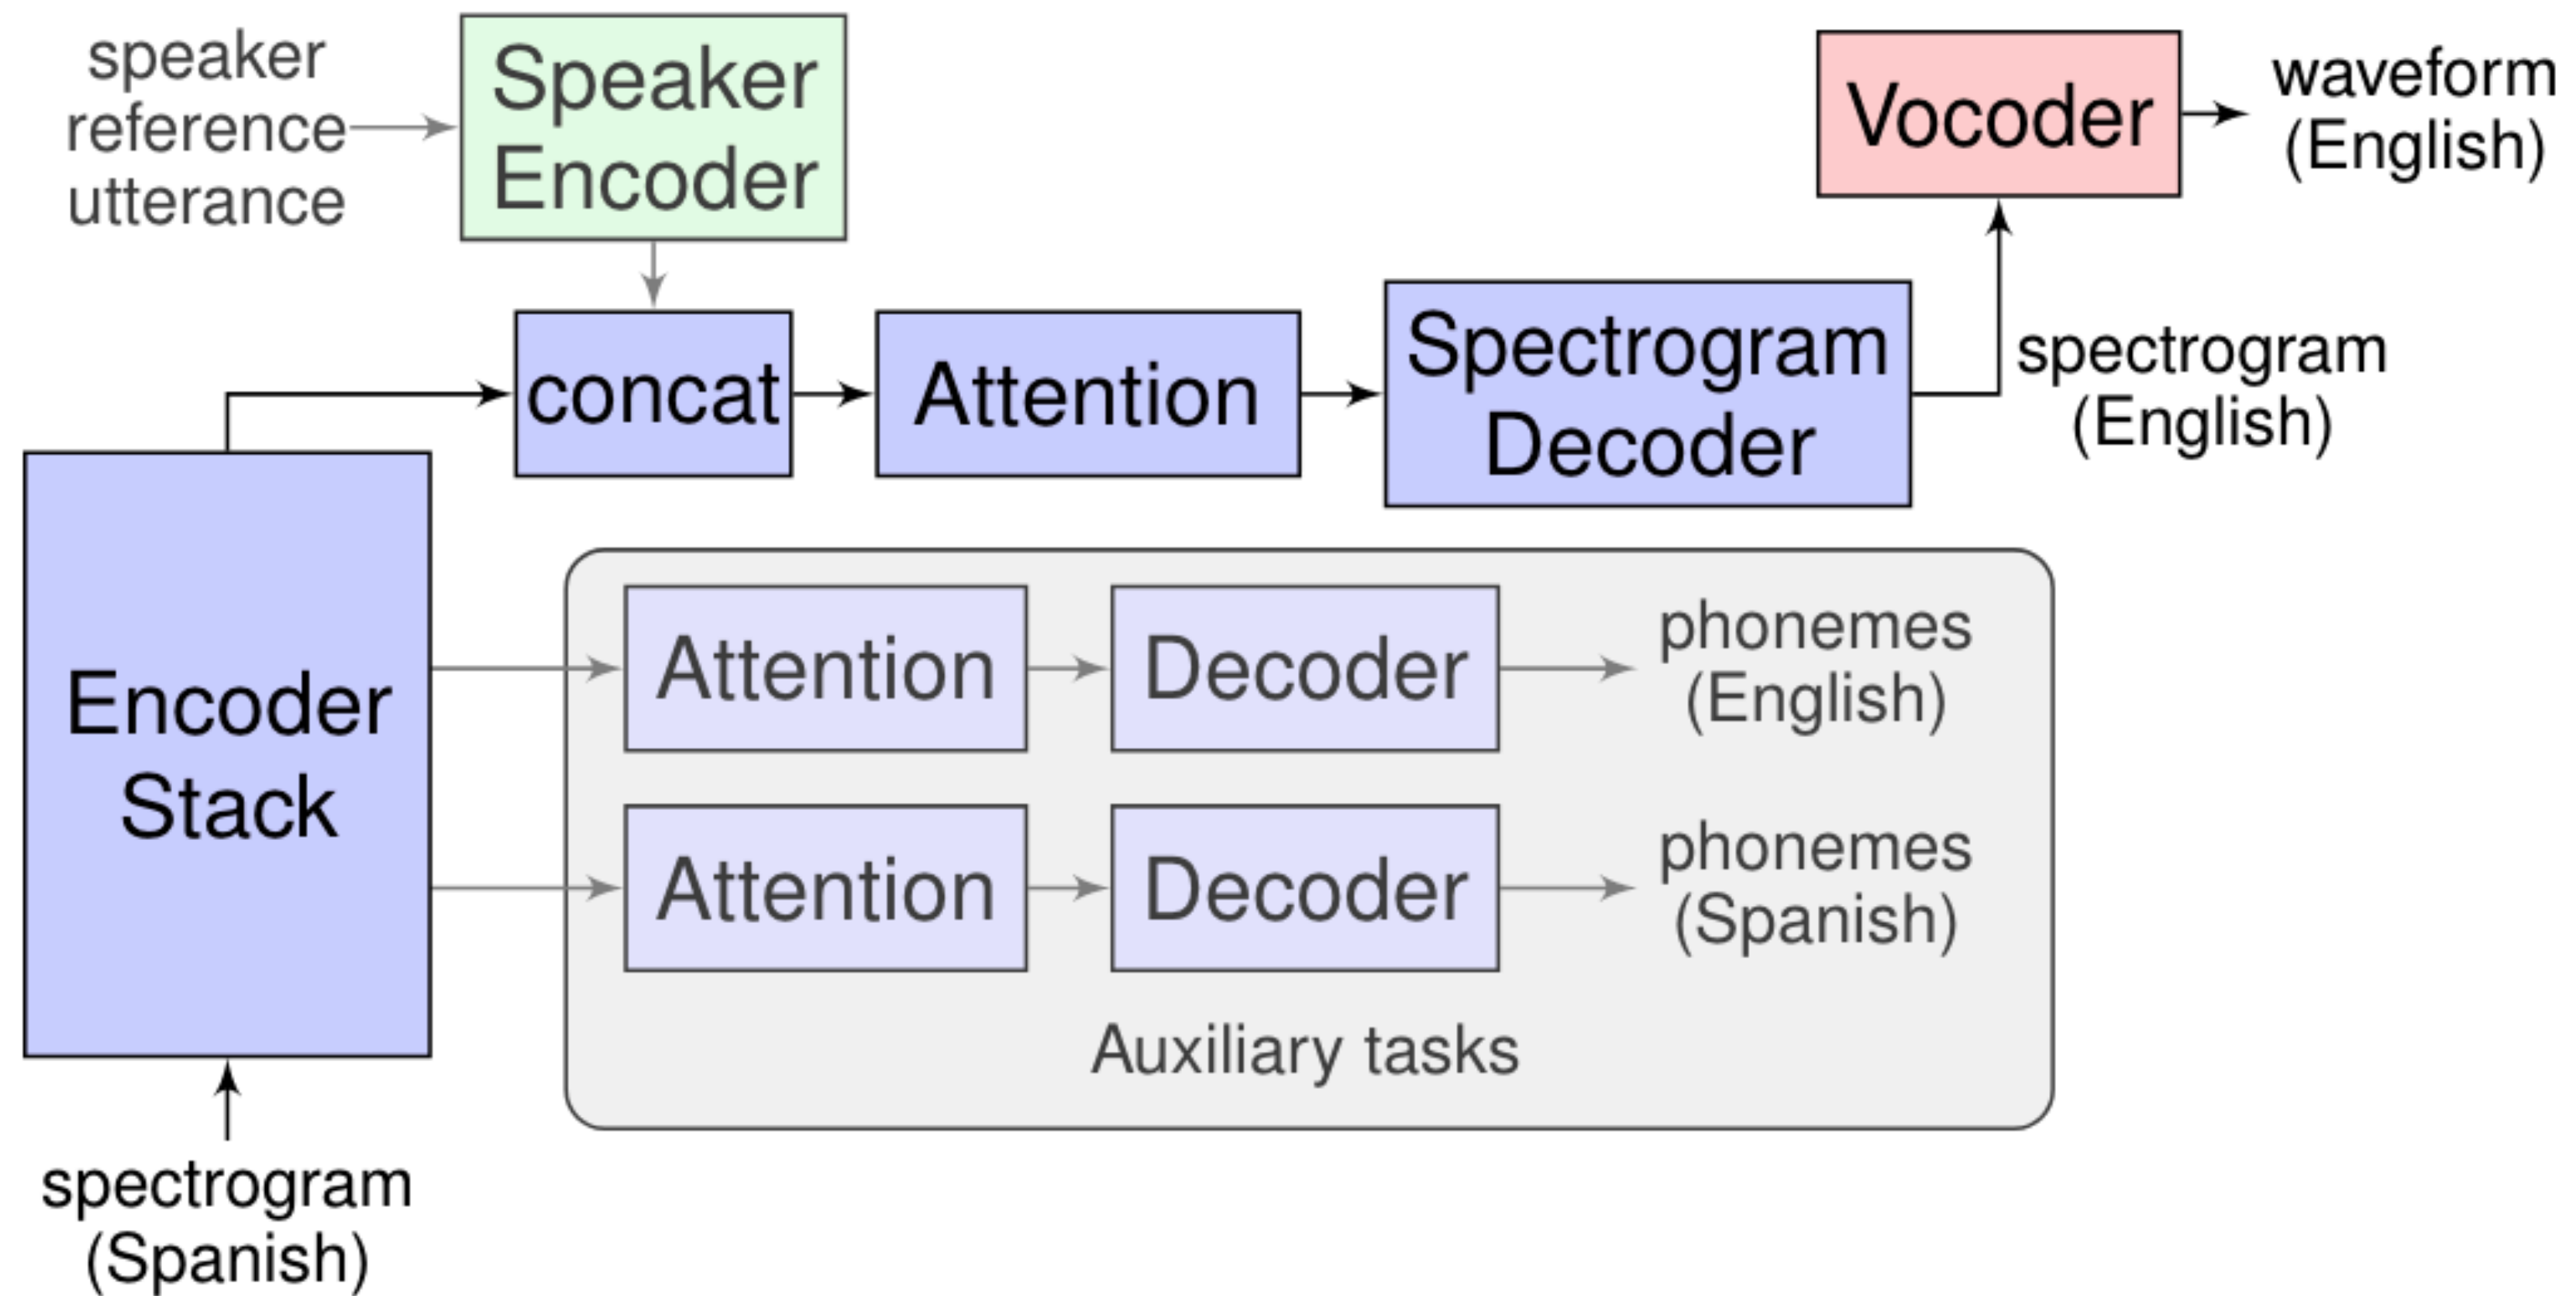 speaker
reference
utterance
Speaker
Encoder
Vocoder
waveform
(English)
concat
Attention
Spectrogram
Decoder
spectrogram
(English)
Encoder
Stack
Attention
Decoder
phonemes
(English)
Attention
Decoder
phonemes
(Spanish)
Auxiliary tasks
spectrogram
(Spanish)